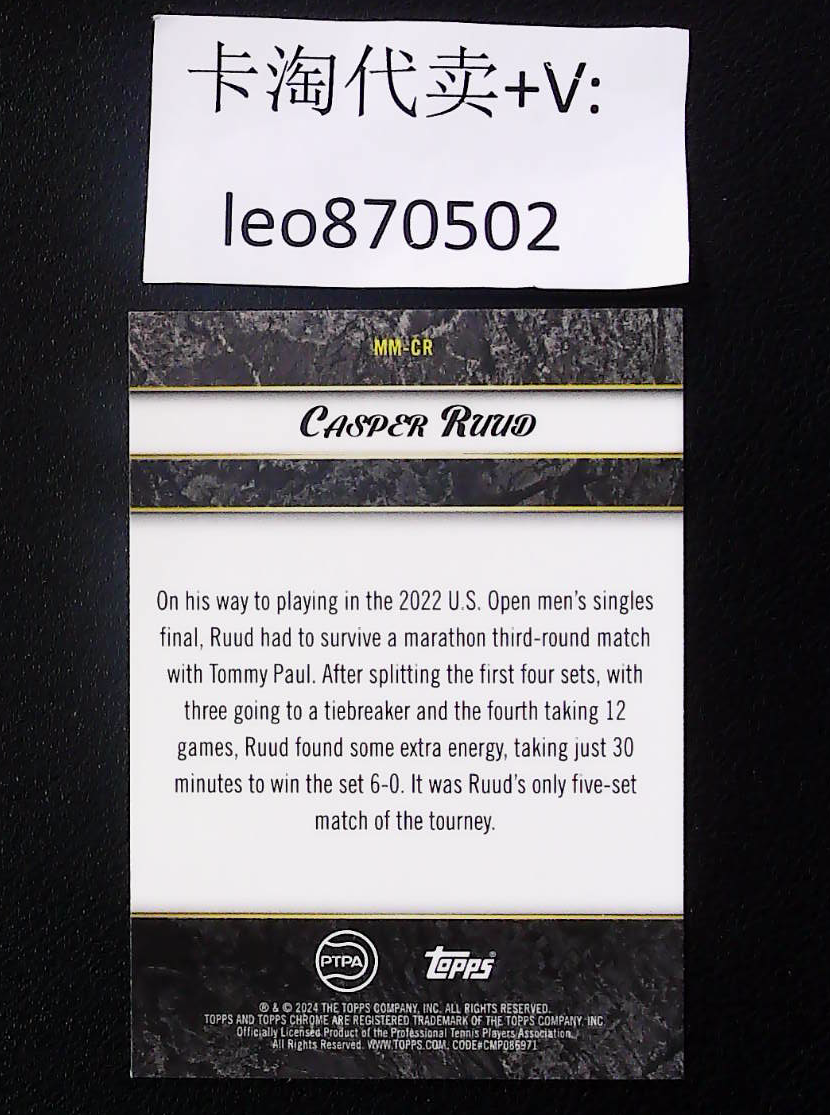 卡淘代卖+V:
leo870502
MM-CR
CASPER RUUD
On his way to playing in the 2022 U.S. Open men's singles
final, Ruud had to survive a marathon third-round match
with Tommy Paul. After splitting the first four sets, with
three going to a tiebreaker and the fourth taking 12
games, Ruud found some extra energy, taking just 30
minutes to win the set 6-0. It was Ruud's only five-set
match of the tourney.
PTPA
topps®
® & © 2024 THE TOPPS COMPANY, INC. ALL RIGHTS RESERVED.
TOPPS AND TOPPS CHROME ARE REGISTERED TRADEMARK OF THE TOPPS COMPANY, INC.
Officially Licensed Product of the Professional Tennis Players Association.
All Rights Reserved. WWW.TOPPS.COM. CODE#CMP086971